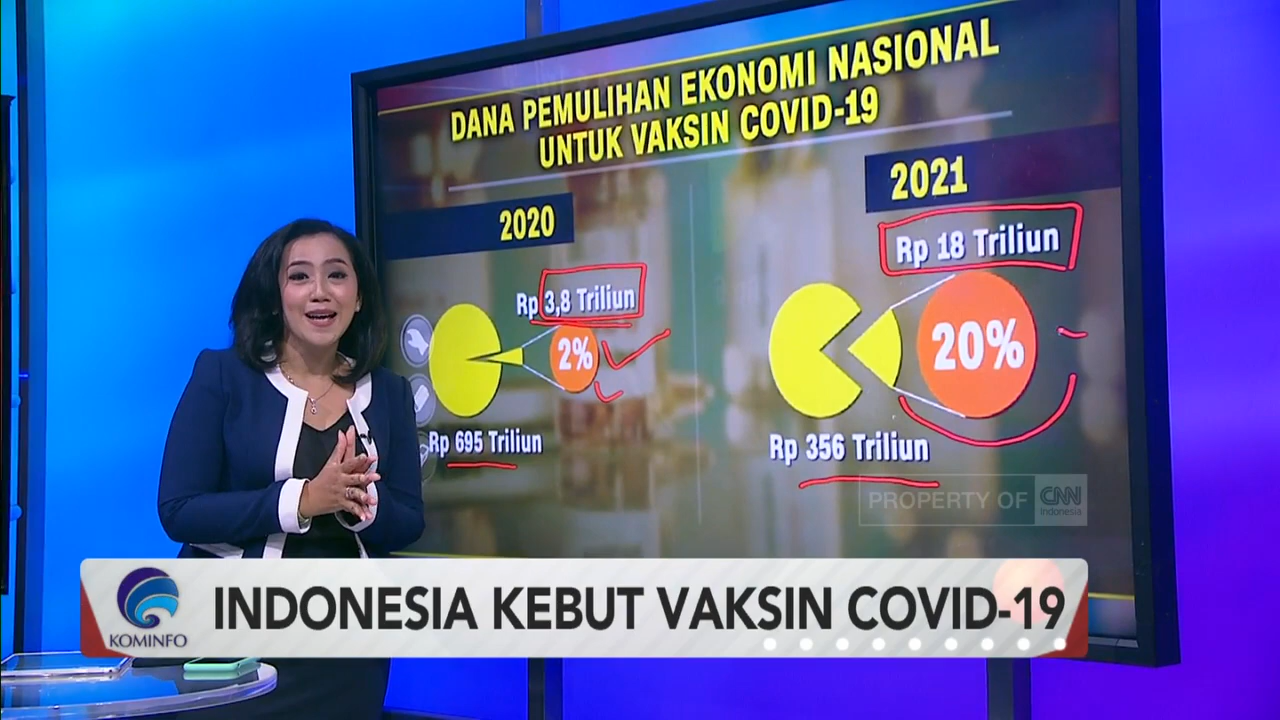 DANA PEMULIHAN EKONOMI NASIONAL
UNTUK VAKSIN COVID-19
2020
2021
Rp 3,8 Triliun
Rp 18 Triliun
2%
20%
Rp 695 Triliun
Rp 356 Triliun
PROPERTY OF CNN Indonesia
KOMINFO
INDONESIA KEBUT VAKSIN COVID-19